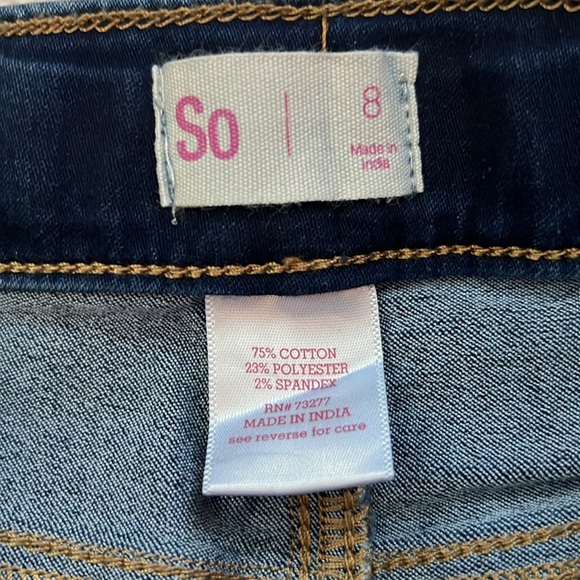 So | 8
Made in
India
75% COTTON
23% POLYESTER
2% SPANDEX
RN# 73277
MADE IN INDIA
see reverse for care